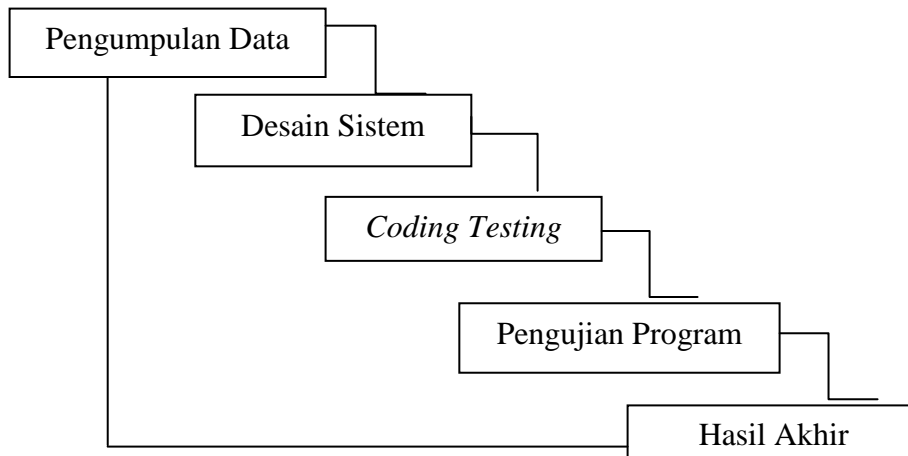 Pengumpulan Data
Desain Sistem
Coding Testing
Pengujian Program
Hasil Akhir